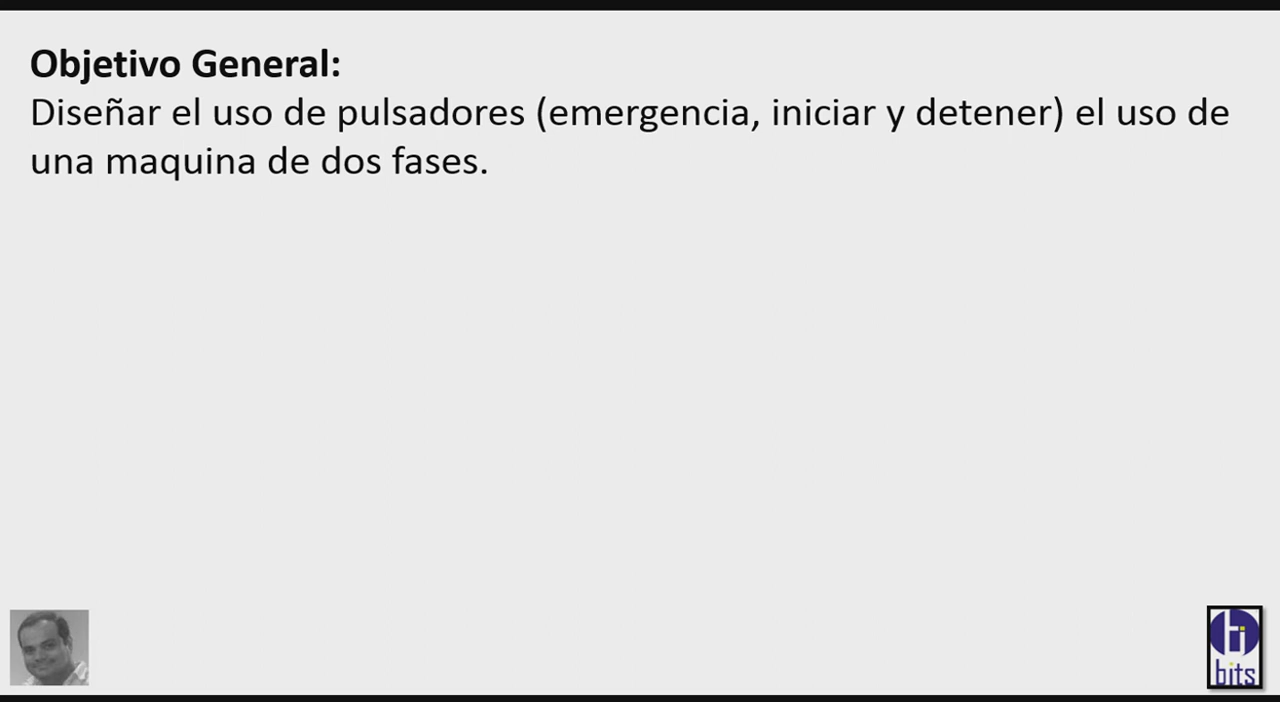 Objetivo General:
Diseñar el uso de pulsadores (emergencia, iniciar y detener) el uso de
una maquina de dos fases.
bits